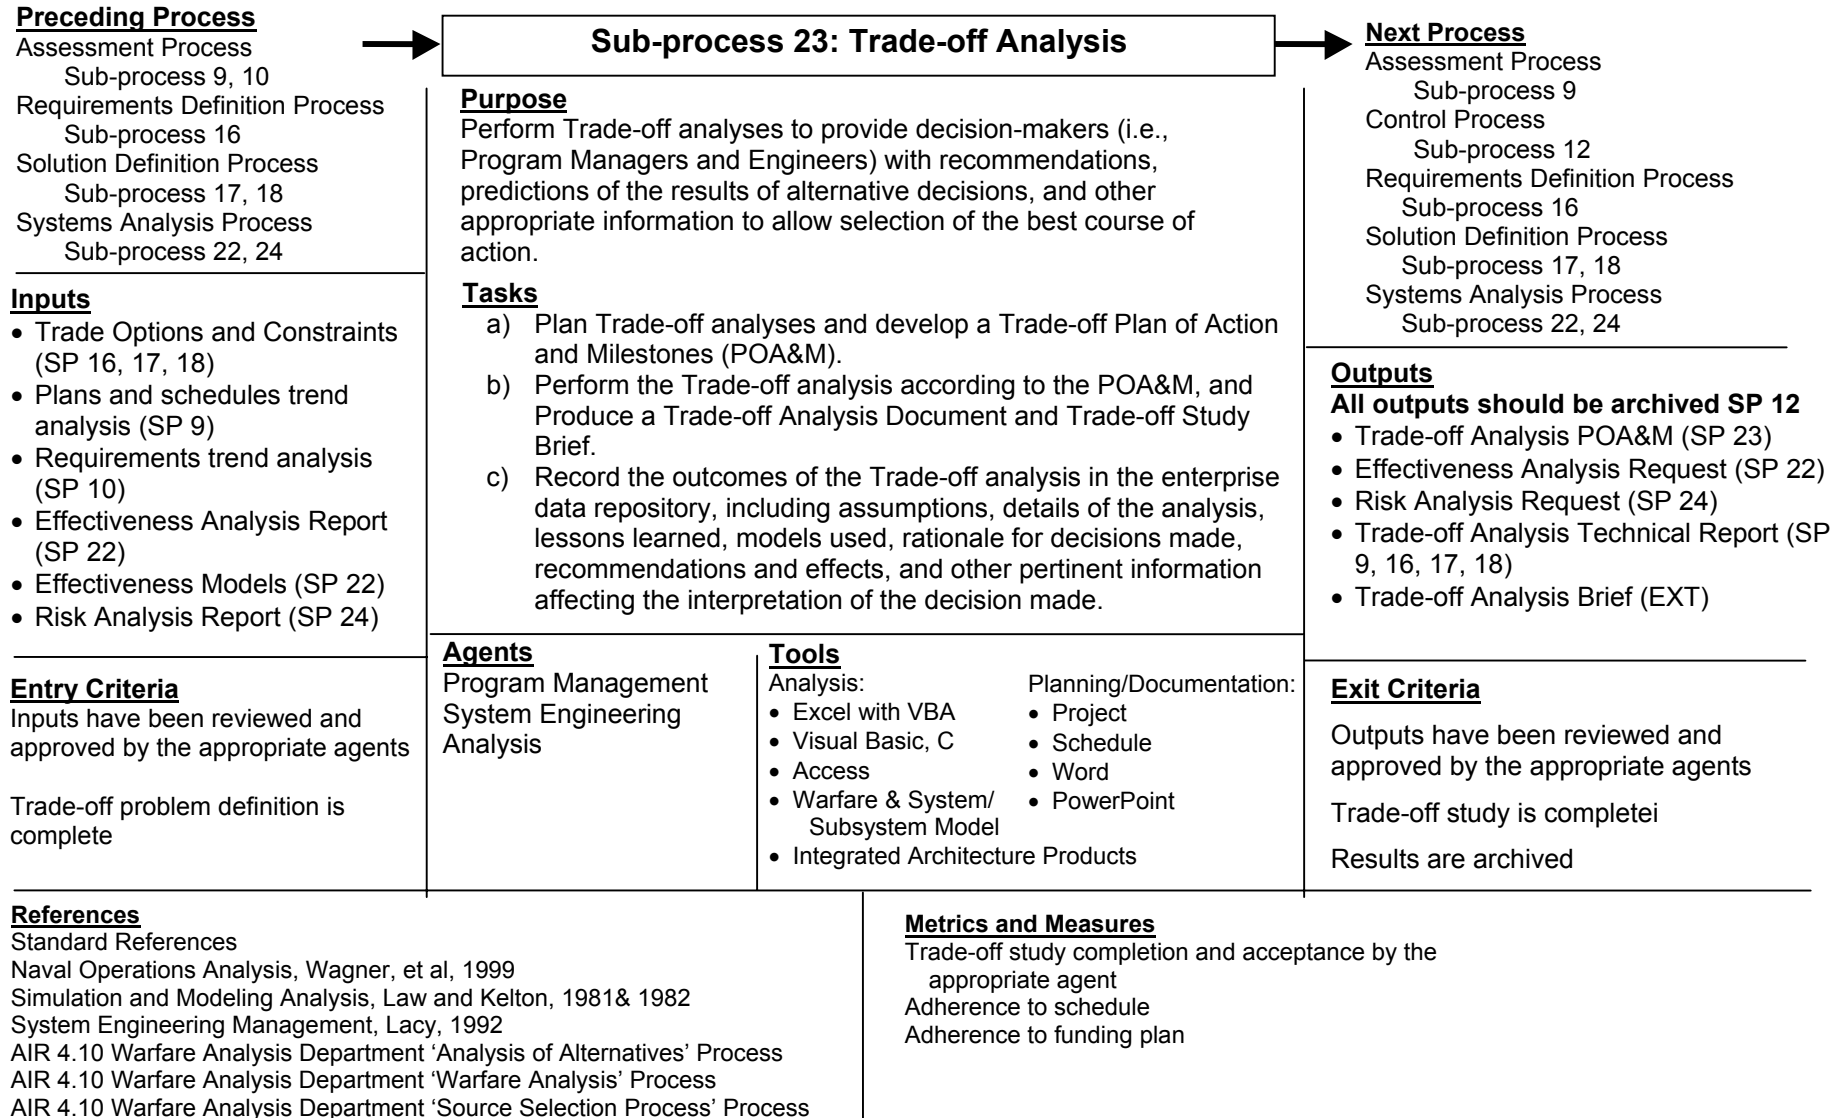 Preceding Process
Assessment Process
Sub-process 9, 10
Requirements Definition Process
Sub-process 16
Solution Definition Process
Sub-process 17, 18
Systems Analysis Process
Sub-process 22, 24
Inputs
• Trade Options and Constraints
(SP 16, 17, 18)
• Plans and schedules trend
analysis (SP 9)
• Requirements trend analysis
(SP 10)
• Effectiveness Analysis Report
(SP 22)
• Effectiveness Models (SP 22)
• Risk Analysis Report (SP 24)
Entry Criteria
Inputs have been reviewed and
approved by the appropriate agents
Trade-off problem definition is
complete
Sub-process 23: Trade-off Analysis
Purpose
Perform Trade-off analyses to provide decision-makers (i.e.,
Program Managers and Engineers) with recommendations,
predictions of the results of alternative decisions, and other
appropriate information to allow selection of the best course of
action.
Tasks
a) Plan Trade-off analyses and develop a Trade-off Plan of Action
and Milestones (POA&M).
b) Perform the Trade-off analysis according to the POA&M, and
Produce a Trade-off Analysis Document and Trade-off Study
Brief.
c) Record the outcomes of the Trade-off analysis in the enterprise
data repository, including assumptions, details of the analysis,
lessons learned, models used, rationale for decisions made,
recommendations and effects, and other pertinent information
affecting the interpretation of the decision made.
Agents
Program Management
System Engineering
Analysis
Tools
Analysis:
• Excel with VBA
• Visual Basic, C
• Access
• Warfare & System/
Subsystem Model
• Integrated Architecture Products
Planning/Documentation:
• Project
• Schedule
• Word
• PowerPoint
Next Process
Assessment Process
Sub-process 9
Control Process
Sub-process 12
Requirements Definition Process
Sub-process 16
Solution Definition Process
Sub-process 17, 18
Systems Analysis Process
Sub-process 22, 24
Outputs
All outputs should be archived SP 12
• Trade-off Analysis POA&M (SP 23)
• Effectiveness Analysis Request (SP 22)
• Risk Analysis Request (SP 24)
• Trade-off Analysis Technical Report (SP
9, 16, 17, 18)
• Trade-off Analysis Brief (EXT)
Exit Criteria
Outputs have been reviewed and
approved by the appropriate agents
Trade-off study is completei
Results are archived
References
Standard References
Naval Operations Analysis, Wagner, et al, 1999
Simulation and Modeling Analysis, Law and Kelton, 1981& 1982
System Engineering Management, Lacy, 1992
AIR 4.10 Warfare Analysis Department ‘Analysis of Alternatives’ Process
AIR 4.10 Warfare Analysis Department ‘Warfare Analysis’ Process
AIR 4.10 Warfare Analysis Department ‘Source Selection Process’ Process
Metrics and Measures
Trade-off study completion and acceptance by the
appropriate agent
Adherence to schedule
Adherence to funding plan